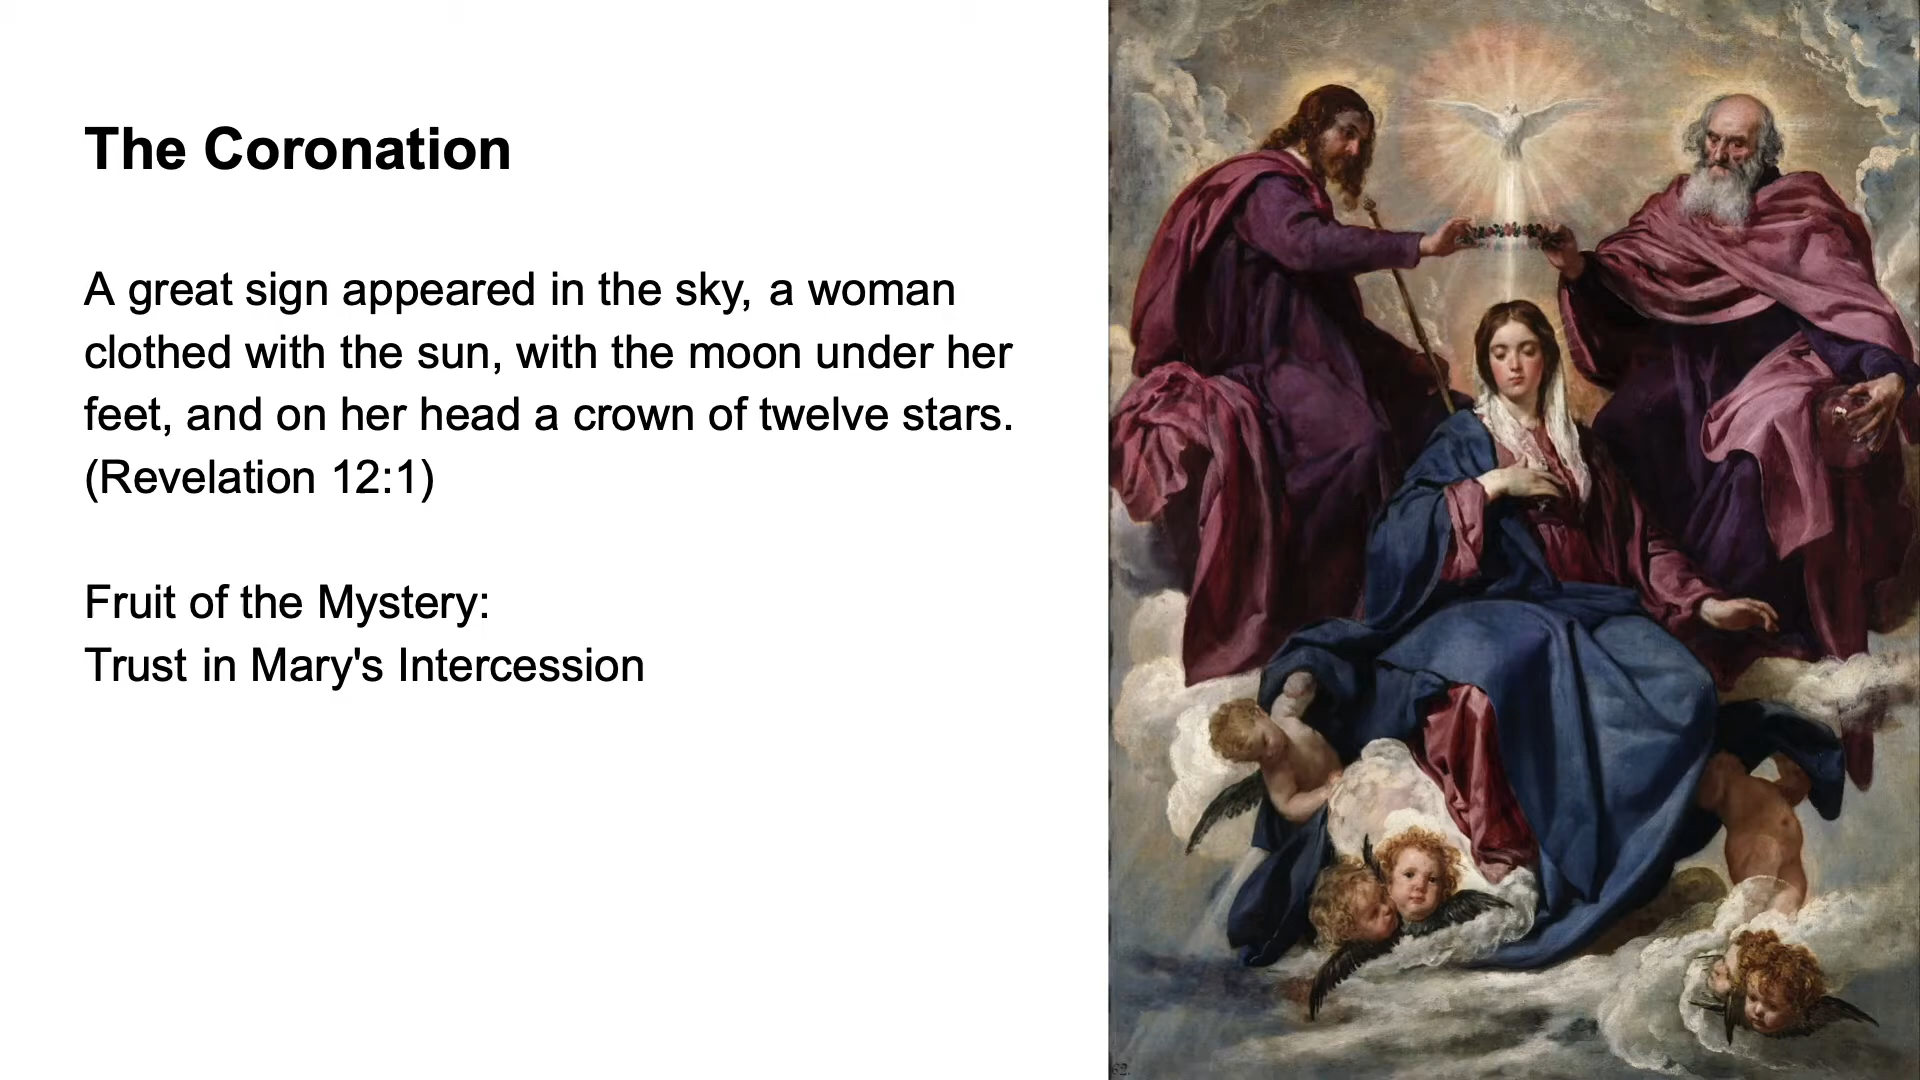 The Coronation
A great sign appeared in the sky, a woman
clothed with the sun, with the moon under her
feet, and on her head a crown of twelve stars.
(Revelation 12:1)
Fruit of the Mystery:
Trust in Mary's Intercession
62.